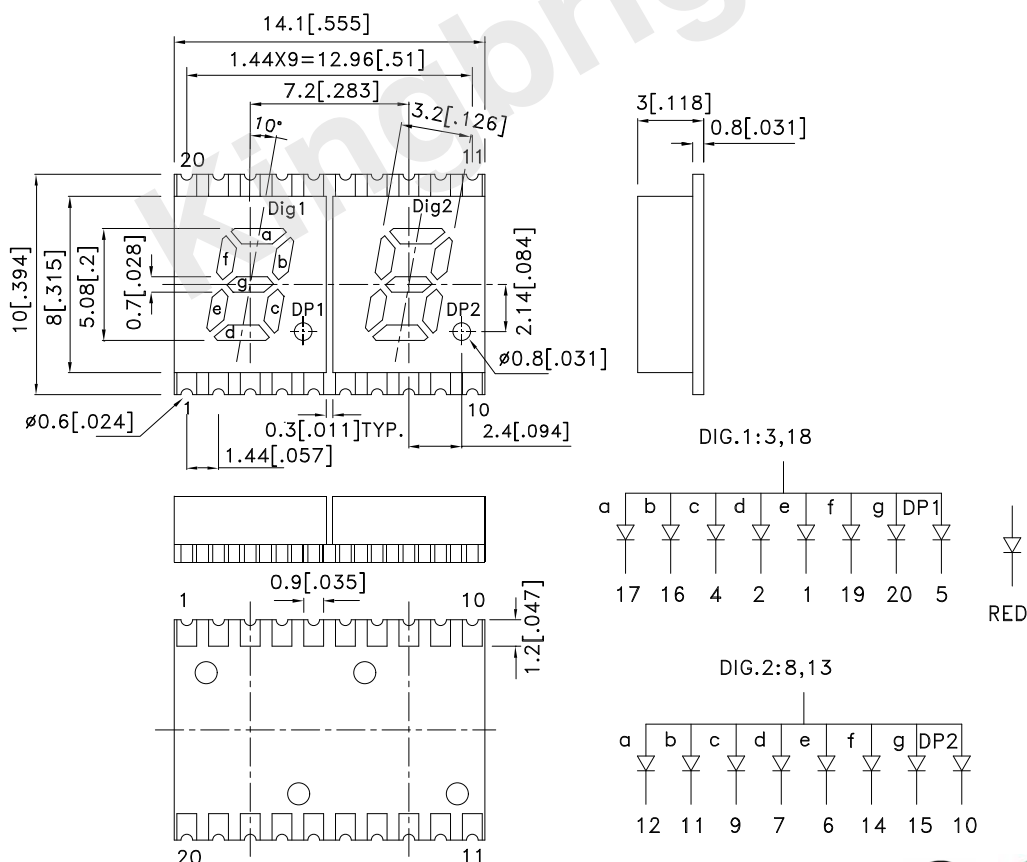 Kingbrig
14.1[.555]
1.44X9=12.96[.51]
7.2[.283]
3.2[.126]
10°
20
11
3[.118]
0.8[.031]
Dig1
Dig2
a
f
b
g
e
c
d
DP1
DP2
10[.394]
8[.315]
5.08[.2]
0.7[.028]
2.14[.084]
ø0.8[.031]
ø0.6[.024]
1
10
0.3[.011]TYP.
2.4[.094]
1.44[.057]
DIG.1:3,18
a b c d e f g DP1
17 16 4 2 1 19 20 5
RED
0.9[.035]
1
10
1.2[.047]
20
11
DIG.2:8,13
a b c d e f g DP2
12 11 9 7 6 14 15 10